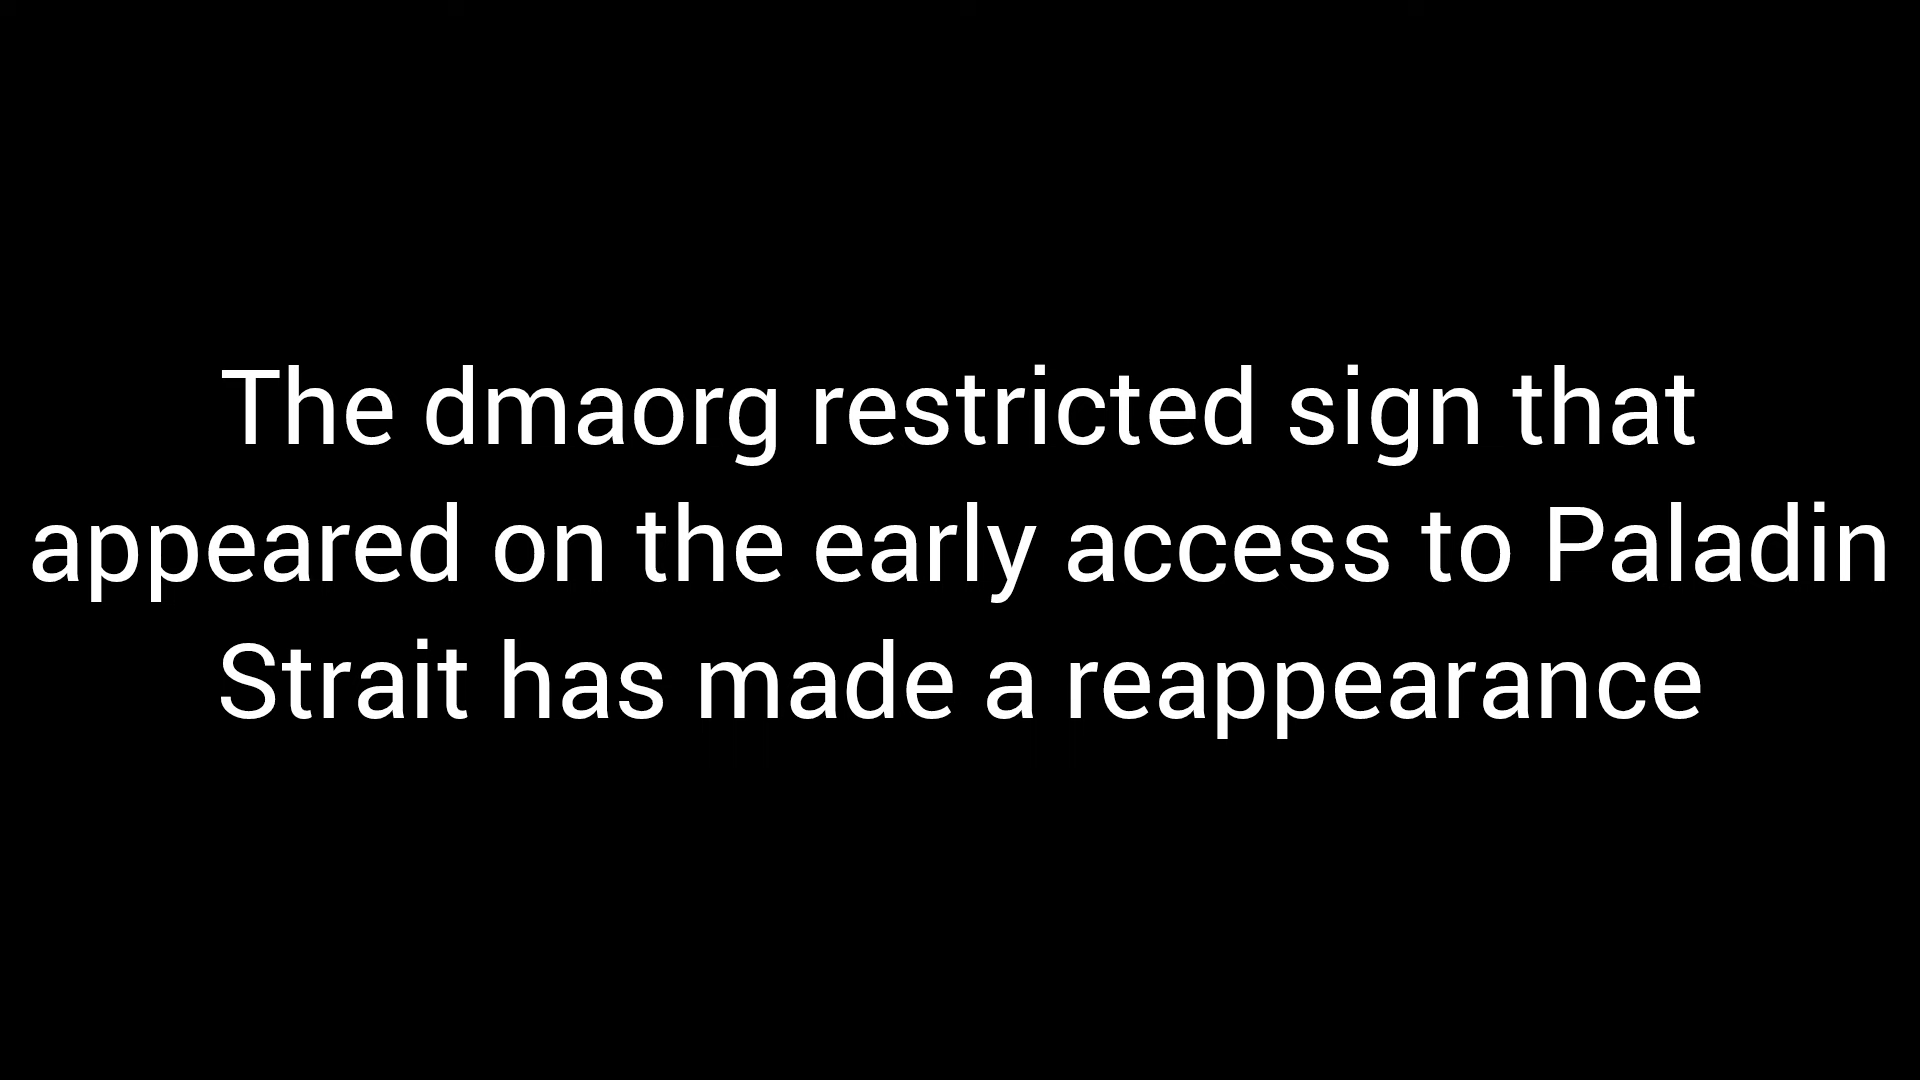 The dmaorg restricted sign that
appeared on the early access to Paladin
Strait has made a reappearance